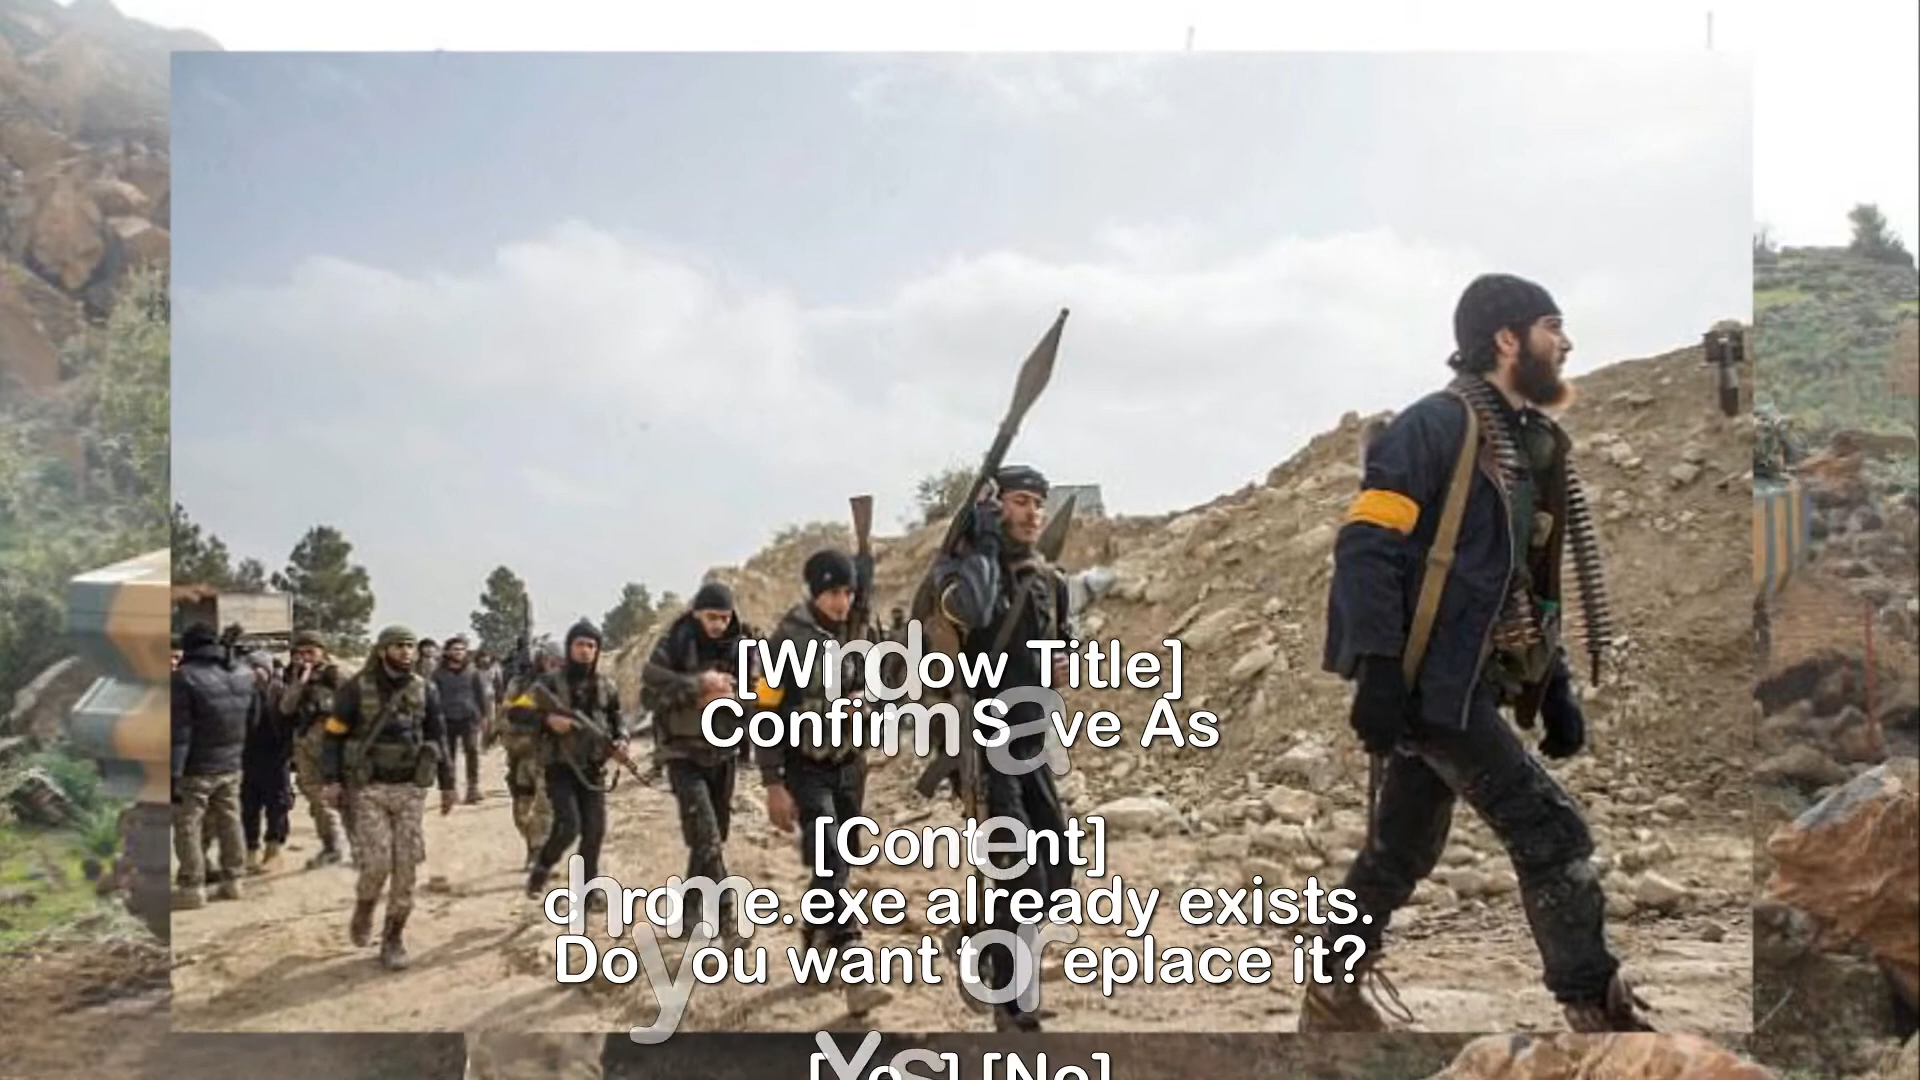 [Window Title]
Confirm Save As
[Content]
chrome.exe already exists.
Do you want to replace it?
[Yes] [No]